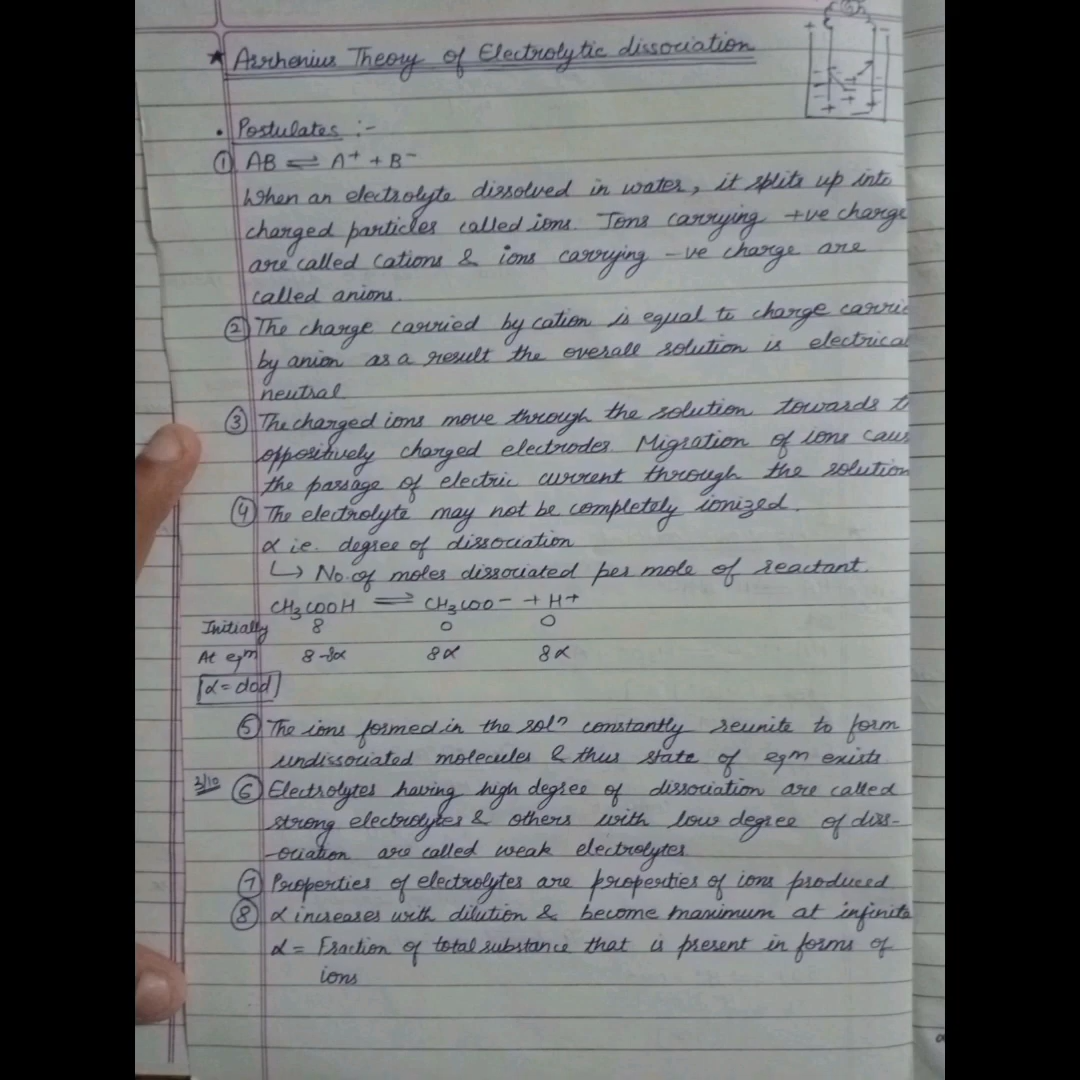 ★ Arrhenius Theory of Electrolytic dissociation
+ -
• Postulates :-
① AB ⇌ A+ + B-
When an electrolyte dissolved in water, it splits up into
charged particles called ions. Ions carrying +ve charge
are called Cations & ions carrying -ve charge are
called anions.
② The charge carried by cation is equal to charge carrie
by anion as a result the overall solution is electrical
neutral
③ The charged ions move through the solution towards t
oppositively charged electrodes. Migration of ions caus
the passage of electric current through the solution
④ The electrolyte may not be completely ionized.
α ie. degree of dissociation
↳ No. of moles dissociated per mole of reactant.
CH3COOH ⇌ CH3COO- + H+
Initially 8 0 0
At eqm 8-8α 8α 8α
[α = dod]
⑤ The ions formed in the solⁿ constantly reunite to form
undissociated molecules & thus state of eqm exists
2/10 ⑥ Electrolytes having high degree of dissociation are called
strong electrolytes & others with low degree of diss-
-ociation are called weak electrolytes.
⑦ Properties of electrolytes are properties of ions produced
⑧ α increases with dilution & become maximum at infinite
α = Fraction of total substance that is present in forms of
ions